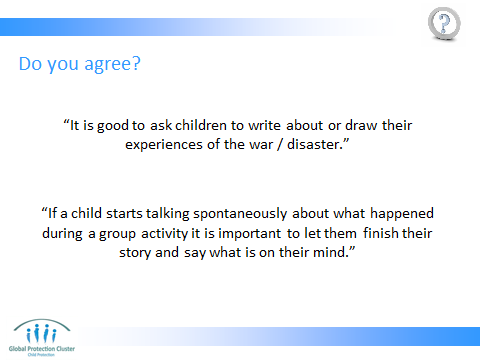 ?
Do you agree?
“It is good to ask children to write about or draw their
experiences of the war / disaster.”
“If a child starts talking spontaneously about what happened
during a group activity it is important to let them finish their
story and say what is on their mind.”
Global Protection Cluster
Child Protection